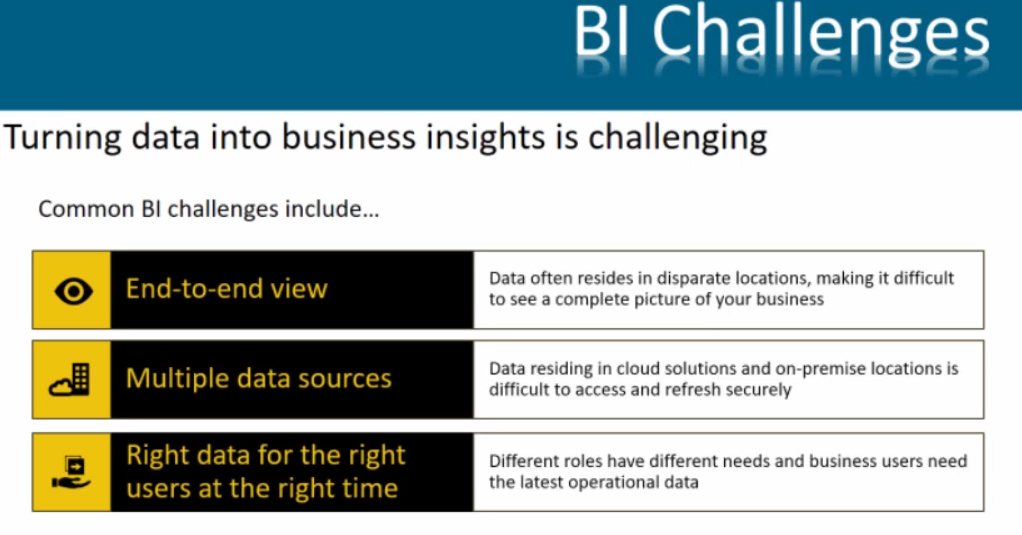 BI Challenges
Turning data into business insights is challenging
Common BI challenges include...
End-to-end view
Data often resides in disparate locations, making it difficult
to see a complete picture of your business
Multiple data sources
Data residing in cloud solutions and on-premise locations is
difficult to access and refresh securely
Right data for the right
users at the right time
Different roles have different needs and business users need
the latest operational data